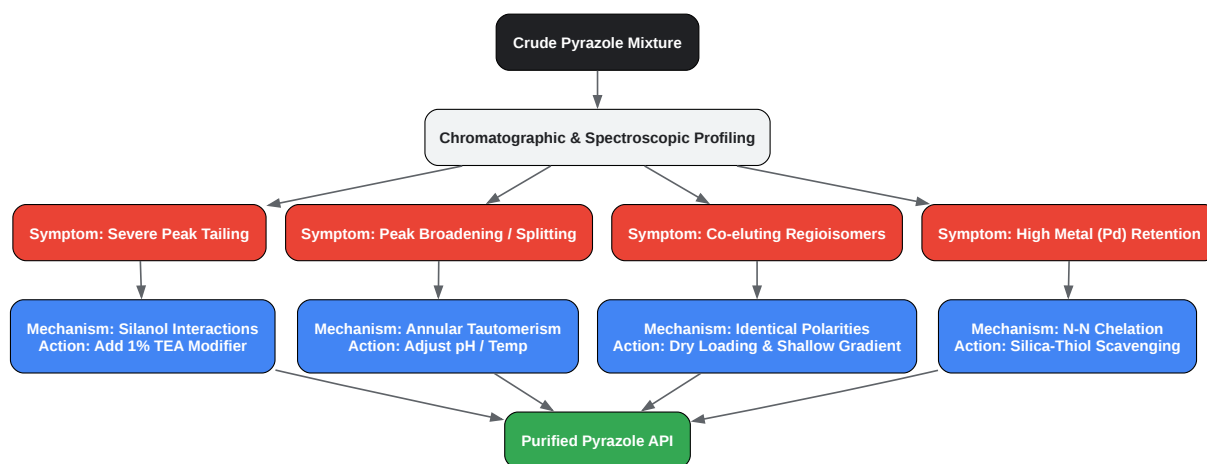 Crude Pyrazole Mixture
Chromatographic & Spectroscopic Profiling
Symptom: Severe Peak Tailing
Symptom: Peak Broadening / Splitting
Symptom: Co-eluting Regioisomers
Symptom: High Metal (Pd) Retention
Mechanism: Silanol Interactions
Action: Add 1% TEA Modifier
Mechanism: Annular Tautomerism
Action: Adjust pH / Temp
Mechanism: Identical Polarities
Action: Dry Loading & Shallow Gradient
Mechanism: N-N Chelation
Action: Silica-Thiol Scavenging
Purified Pyrazole API